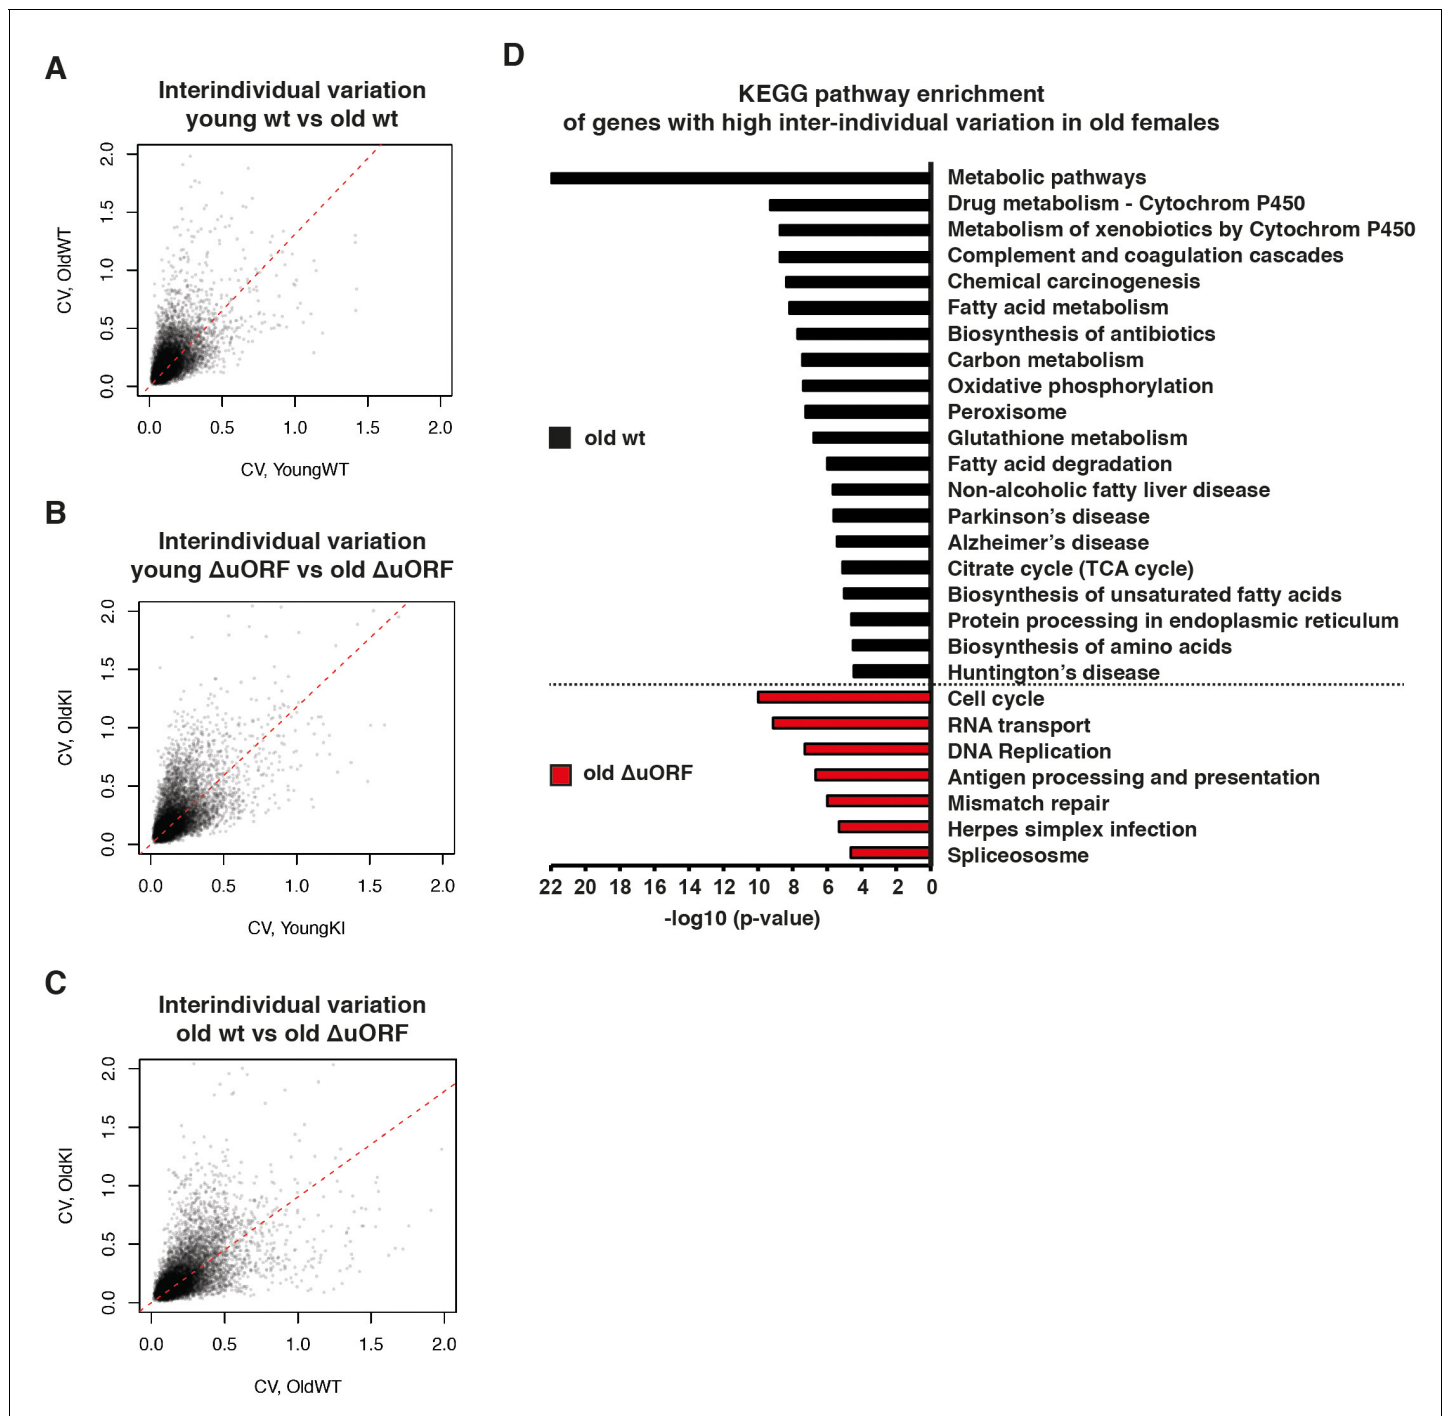 A
Interindividual variation
young wt vs old wt
2.0
1.5
1.0
0.5
0.0
CV, OldWT
0.0 0.5 1.0 1.5 2.0
CV, YoungWT
B
Interindividual variation
young ΔuORF vs old ΔuORF
2.0
1.5
1.0
0.5
0.0
CV, OldKI
0.0 0.5 1.0 1.5 2.0
CV, YoungKI
C
Interindividual variation
old wt vs old ΔuORF
2.0
1.5
1.0
0.5
0.0
CV, OldKI
0.0 0.5 1.0 1.5 2.0
CV, OldWT
D
KEGG pathway enrichment
of genes with high inter-individual variation in old females
Metabolic pathways
Drug metabolism - Cytochrom P450
Metabolism of xenobiotics by Cytochrom P450
Complement and coagulation cascades
Chemical carcinogenesis
Fatty acid metabolism
Biosynthesis of antibiotics
Carbon metabolism
Oxidative phosphorylation
Peroxisome
old wt
Glutathione metabolism
Fatty acid degradation
Non-alcoholic fatty liver disease
Parkinson's disease
Alzheimer's disease
Citrate cycle (TCA cycle)
Biosynthesis of unsaturated fatty acids
Protein processing in endoplasmic reticulum
Biosynthesis of amino acids
Huntington's disease
Cell cycle
RNA transport
DNA Replication
old ΔuORF
Antigen processing and presentation
Mismatch repair
Herpes simplex infection
Spliceososme
22 20 18 16 14 12 10 8 6 4 2 0
-log10 (p-value)